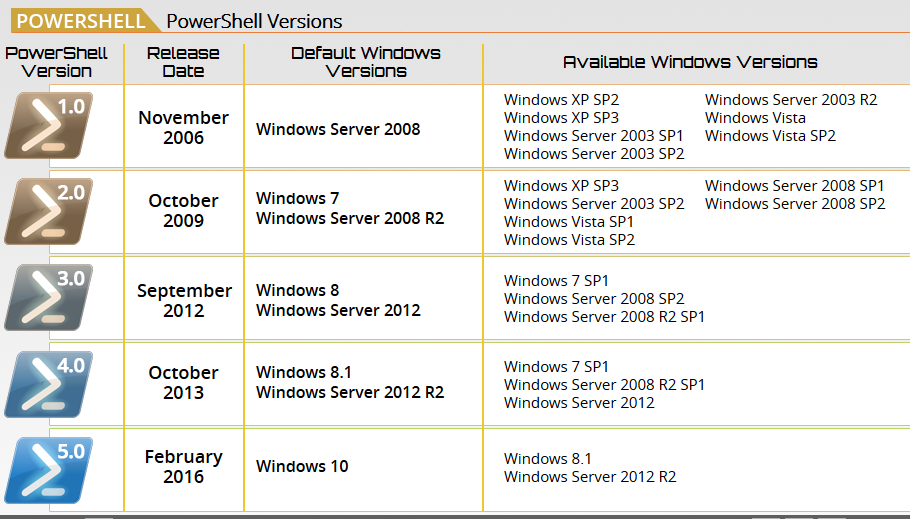 POWERSHELL PowerShell Versions
PowerShell Version
Release Date
Default Windows Versions
Available Windows Versions
1.0
November 2006
Windows Server 2008
Windows XP SP2
Windows XP SP3
Windows Server 2003 SP1
Windows Server 2003 SP2
Windows Server 2003 R2
Windows Vista
Windows Vista SP2
2.0
October 2009
Windows 7
Windows Server 2008 R2
Windows XP SP3
Windows Server 2003 SP2
Windows Vista SP1
Windows Vista SP2
Windows Server 2008 SP1
Windows Server 2008 SP2
3.0
September 2012
Windows 8
Windows Server 2012
Windows 7 SP1
Windows Server 2008 SP2
Windows Server 2008 R2 SP1
4.0
October 2013
Windows 8.1
Windows Server 2012 R2
Windows 7 SP1
Windows Server 2008 R2 SP1
Windows Server 2012
5.0
February 2016
Windows 10
Windows 8.1
Windows Server 2012 R2